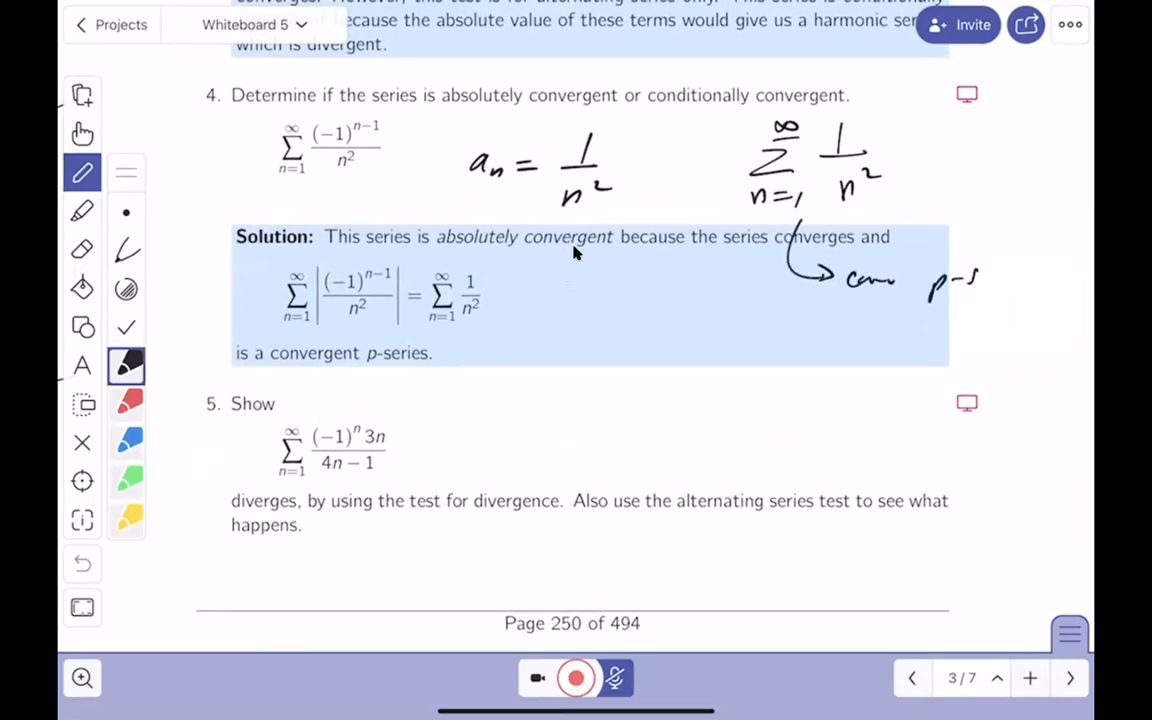 Projects
Whiteboard 5
Invite
because the absolute value of these terms would give us a harmonic ser
which is divergent.
4. Determine if the series is absolutely convergent or conditionally convergent.
∞ ∑ n=1 (−1)^{n−1} / n²
aₙ = 1 / n²
∞ ∑ n=1 1 / n²
Solution: This series is absolutely convergent because the series converges and
∞ ∑ n=1 | (−1)^{n−1} / n² | = ∞ ∑ n=1 1 / n²
p-s
is a convergent p-series.
5. Show
∞ ∑ n=1 (−1)ⁿ 3n / 4n − 1
diverges, by using the test for divergence. Also use the alternating series test to see what
happens.
Page 250 of 494
3/7